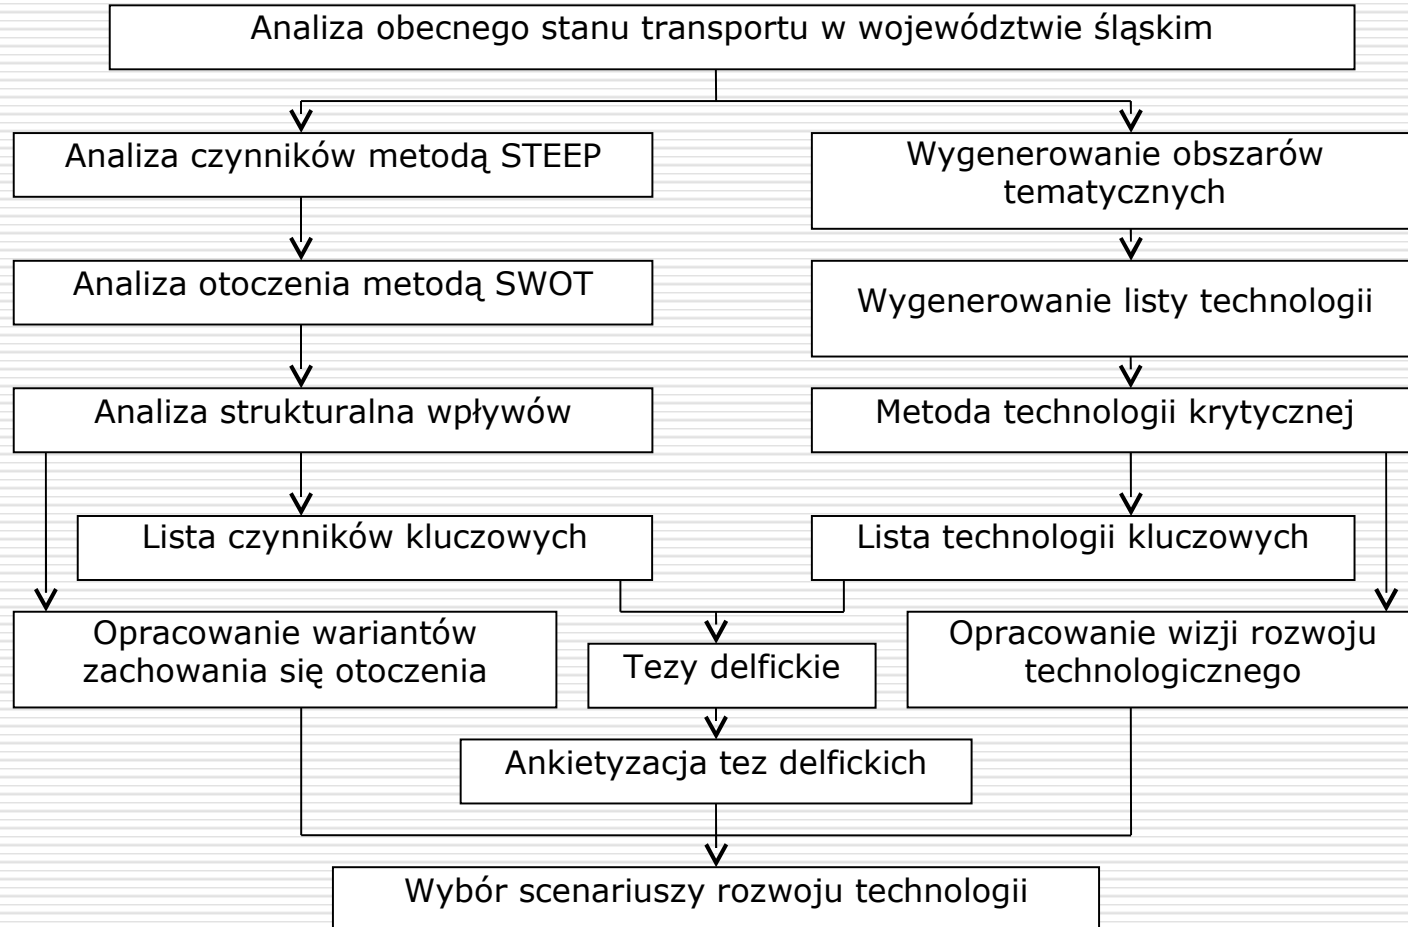 Analiza obecnego stanu transportu w województwie śląskim
Analiza czynników metodą STEEP
Wygenerowanie obszarów
tematycznych
Analiza otoczenia metodą SWOT
Wygenerowanie listy technologii
Analiza strukturalna wpływów
Metoda technologii krytycznej
Lista czynników kluczowych
Lista technologii kluczowych
Opracowanie wariantów
zachowania się otoczenia
Tezy delfickie
Opracowanie wizji rozwoju
technologicznego
Ankietyzacja tez delfickich
Wybór scenariuszy rozwoju technologii